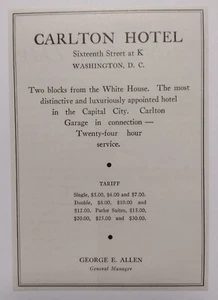 CARLTON HOTEL
Sixteenth Street at K
WASHINGTON, D. C.
Two blocks from the White House. The most
distinctive and luxuriously appointed hotel
in the Capital City. Carlton
Garage in connection —
Twenty-four hour
service.
TARIFF
Single, $5.00, $6.00 and $7.00.
Double, $8.00, $10.00 and
$12.00. Parlor Suites, $15.00,
$20.00, $25.00 and $30.00.
GEORGE E. ALLEN
General Manager